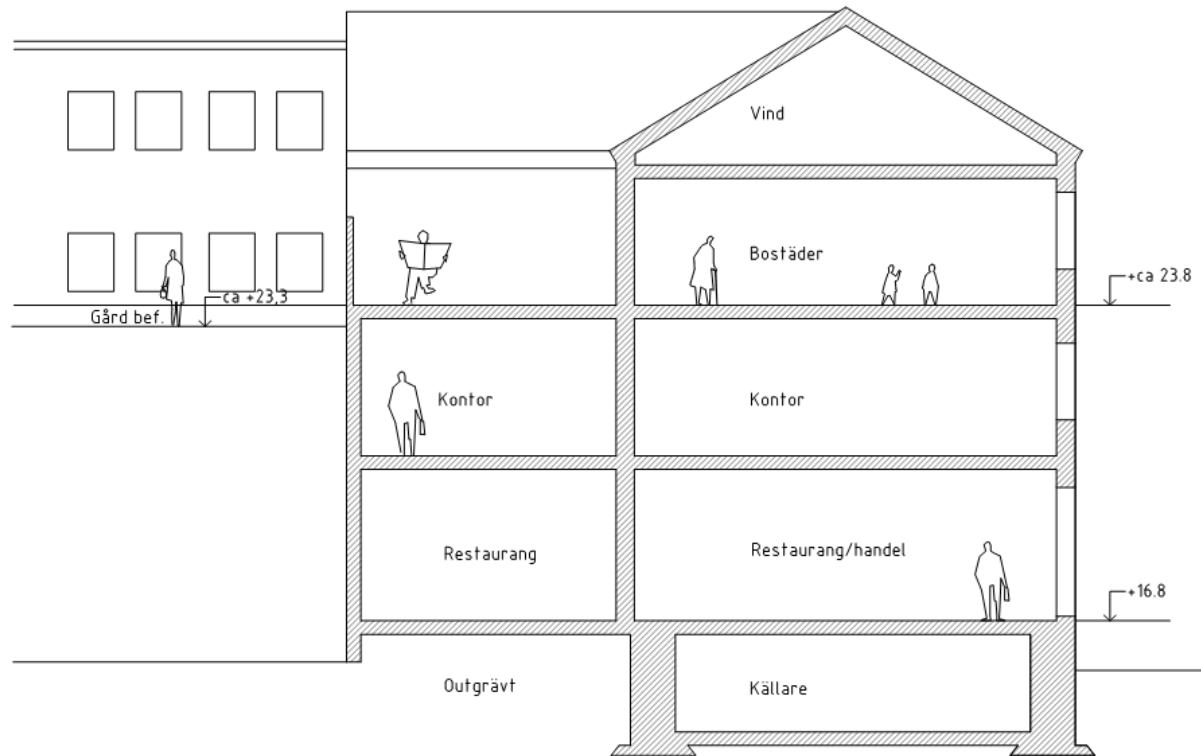 Vind
Bostäder
+ca 23.8
ca +23,3
Gård bef.
Kontor
Kontor
Restaurang
Restaurang/handel
+16.8
Outgrävt
Källare